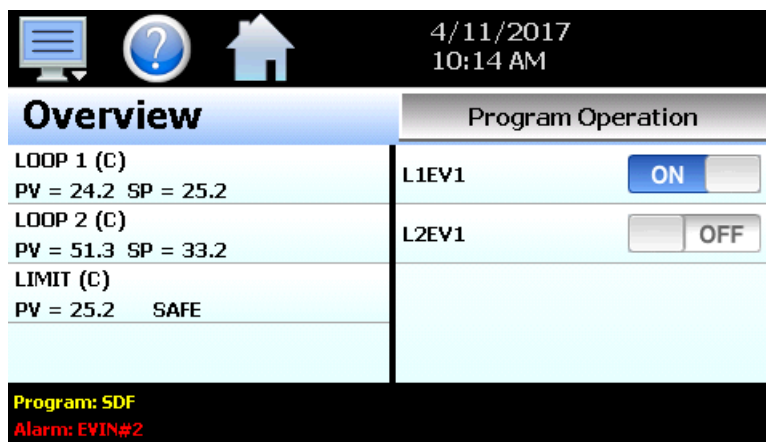 ?
4/11/2017
10:14 AM
Overview
Program Operation
LOOP 1 (C)
PV = 24.2 SP = 25.2
LOOP 2 (C)
PV = 51.3 SP = 33.2
LIMIT (C)
PV = 25.2 SAFE
L1EV1 ON
L2EV1 OFF
Program: SDF
Alarm: EVIN#2